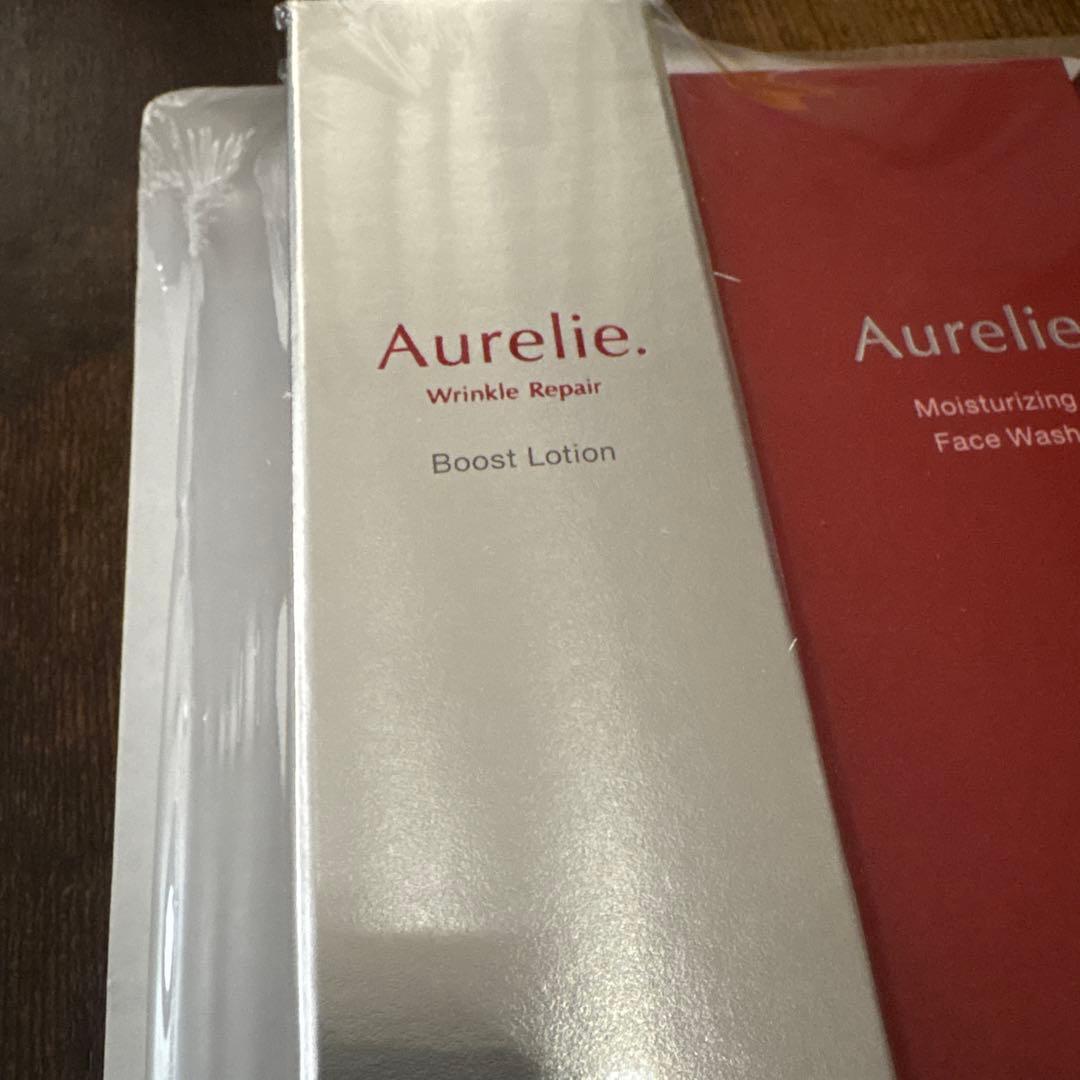 Aurelie.
Wrinkle Repair
Boost Lotion
Aurelie
Moisturizing
Face Wash